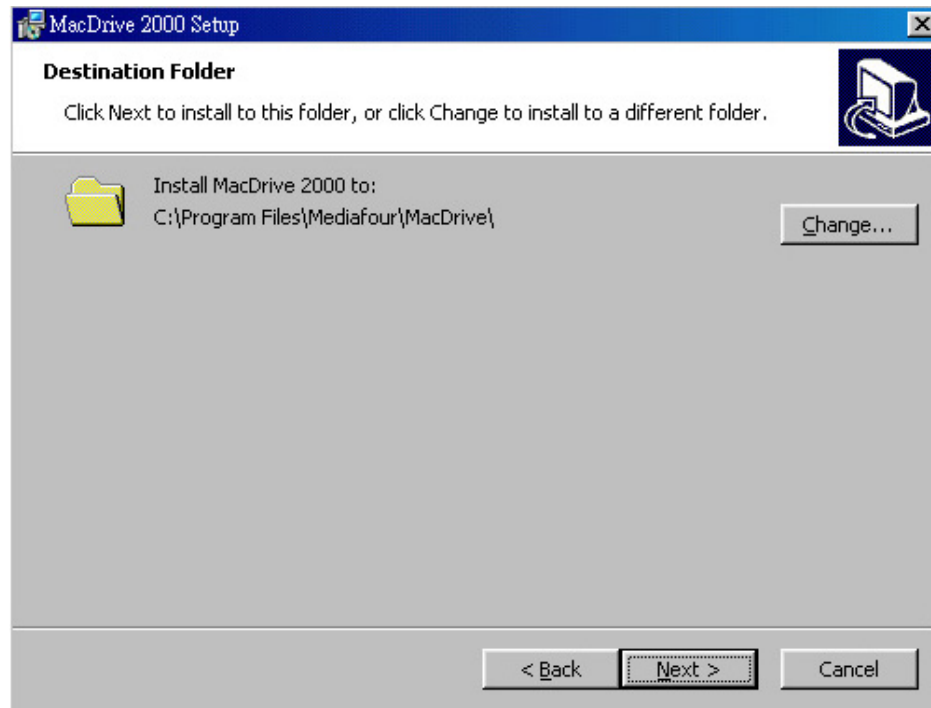 MacDrive 2000 Setup
Destination Folder
Click Next to install to this folder, or click Change to install to a different folder.
Install MacDrive 2000 to:
C:\Program Files\Mediafour\MacDrive\
Change...
< Back
Next >
Cancel